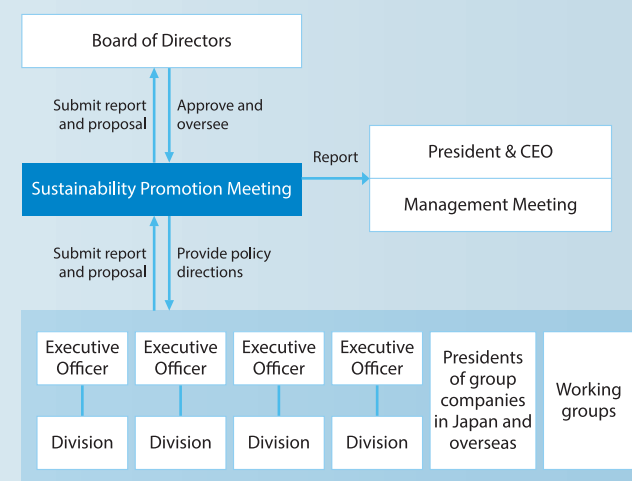 Board of Directors
Submit report
and proposal
Approve and
oversee
Report
Sustainability Promotion Meeting
President & CEO
Management Meeting
Submit report
and proposal
Provide policy
directions
Executive
Officer
Executive
Officer
Executive
Officer
Executive
Officer
Division
Division
Division
Division
Presidents
of group
companies
in Japan and
overseas
Working
groups